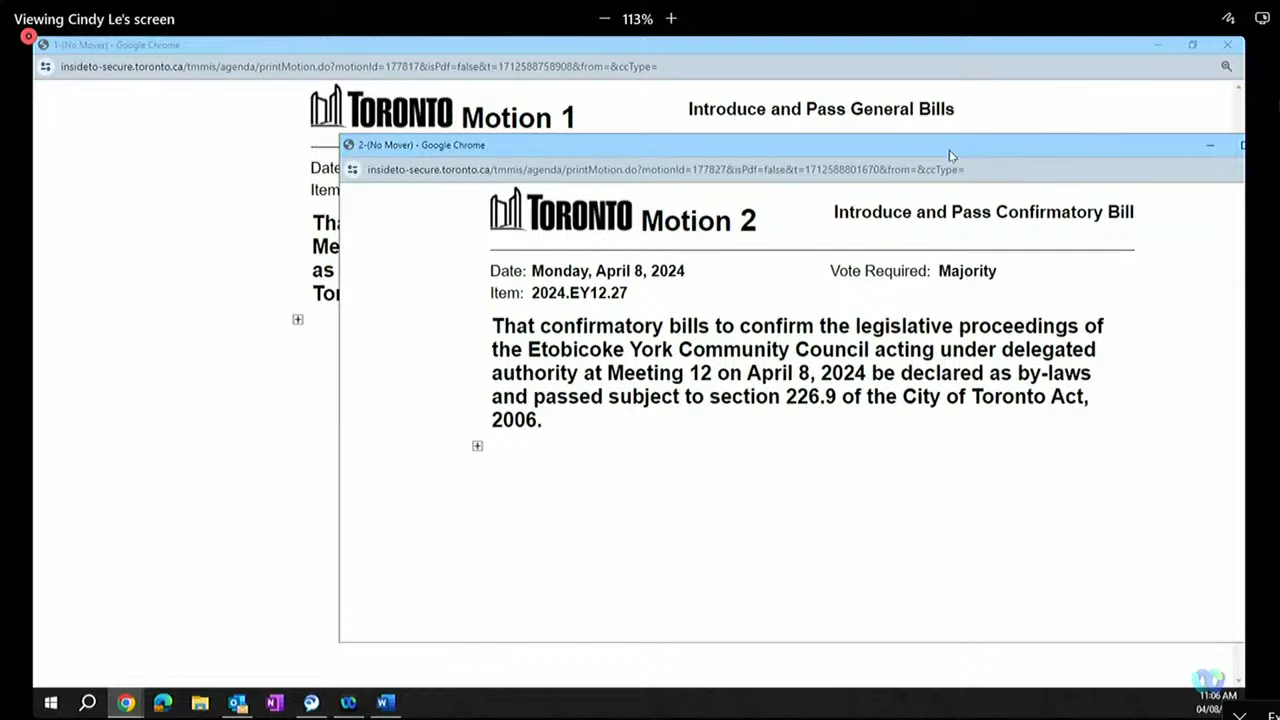 Viewing Cindy Le's screen
113%
1-(No Mover) - Google Chrome
insideto-secure.toronto.ca/tmmis/agenda/printMotion.do?motionId=177817&isPdf=false&t=1712588758908&from=&ccType=
TORONTO Motion 1 Introduce and Pass General Bills
2-(No Mover) - Google Chrome
insideto-secure.toronto.ca/tmmis/agenda/printMotion.do?motionId=177827&isPdf=false&t=1712588801670&from=&ccType=
Date
Item:
Tha
Me
as
Tor
TORONTO Motion 2 Introduce and Pass Confirmatory Bill
Date: Monday, April 8, 2024 Vote Required: Majority
Item: 2024.EY12.27
That confirmatory bills to confirm the legislative proceedings of
the Etobicoke York Community Council acting under delegated
authority at Meeting 12 on April 8, 2024 be declared as by-laws
and passed subject to section 226.9 of the City of Toronto Act,
2006.
11:06 AM
04/08/